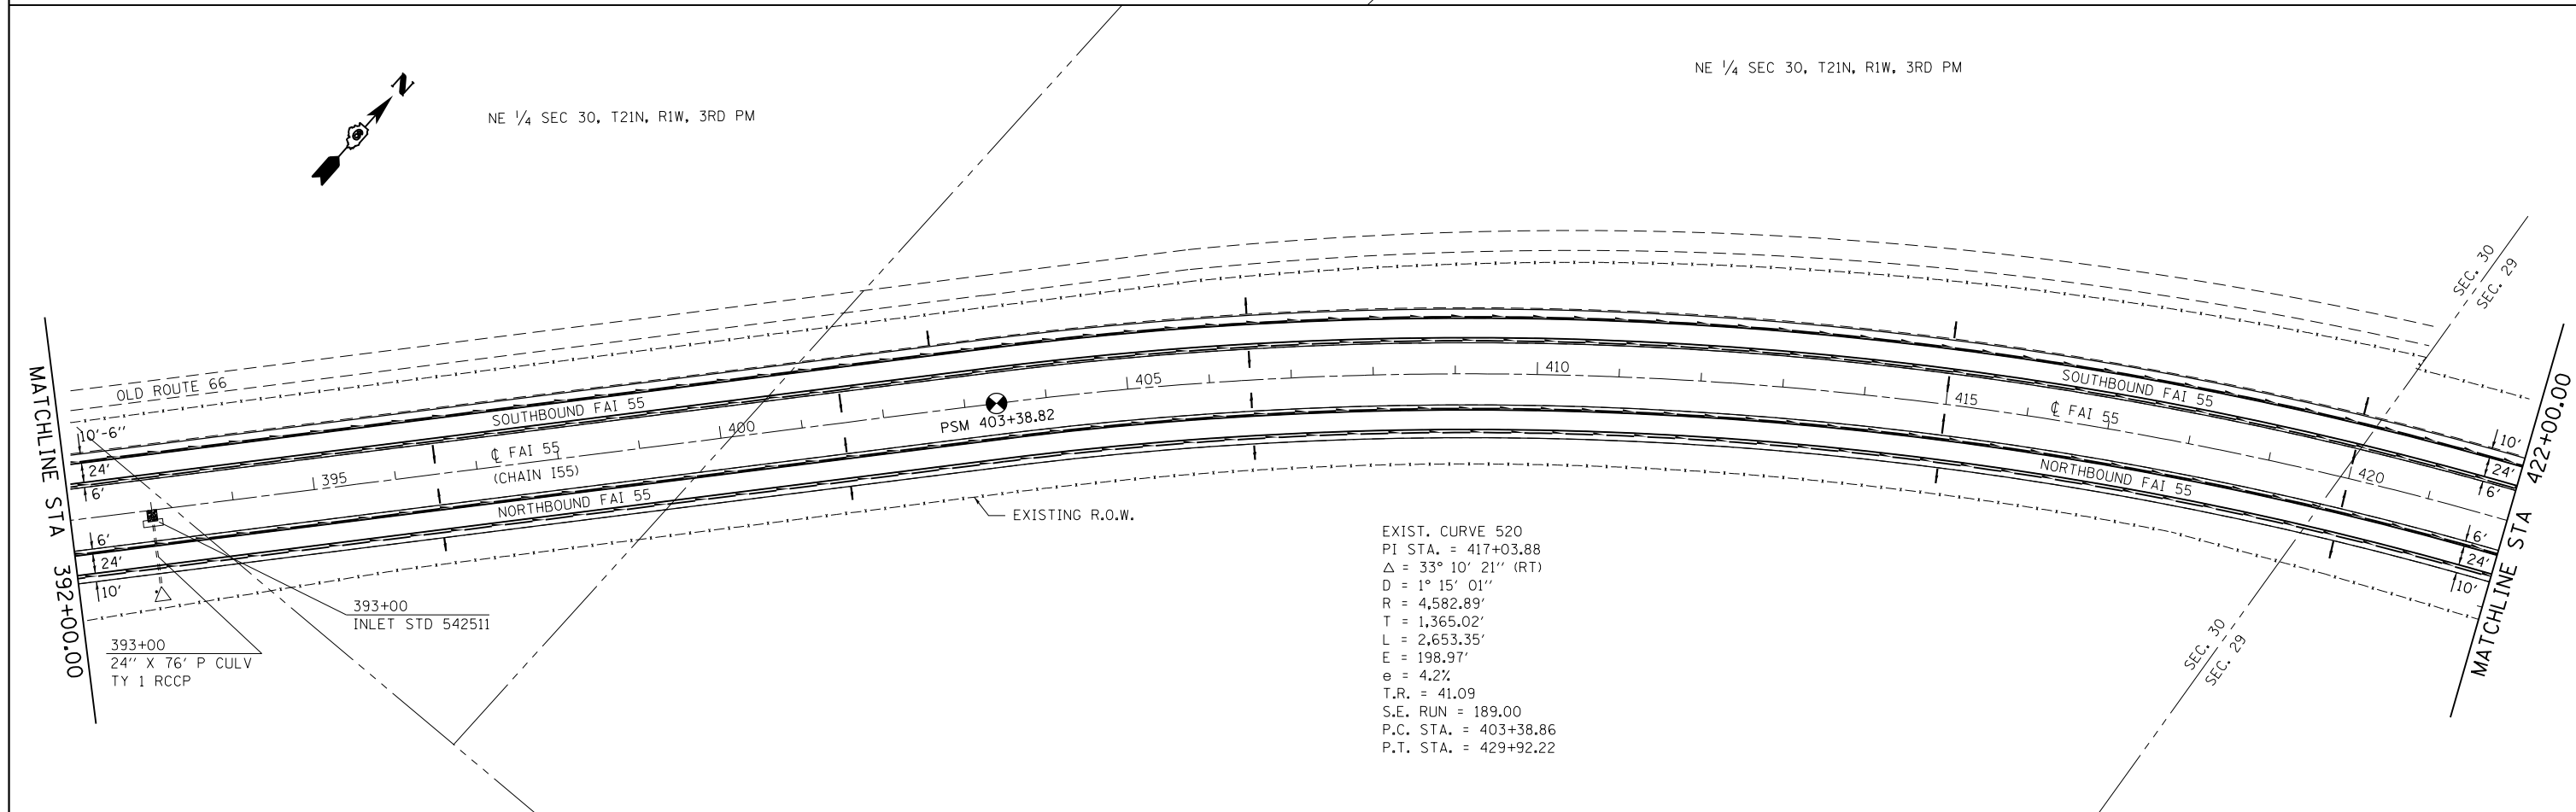 N
NE 1/4 SEC 30, T21N, R1W, 3RD PM
NE 1/4 SEC 30, T21N, R1W, 3RD PM
SEC. 30
SEC. 29
MATCHLINE STA 392+00.00
OLD ROUTE 66
10'-6"
24'
6'
6'
24'
10'
SOUTHBOUND FAI 55
395
℄ FAI 55
(CHAIN I55)
NORTHBOUND FAI 55
400
PSM 403+38.82
405
410
415
℄ FAI 55
420
SOUTHBOUND FAI 55
NORTHBOUND FAI 55
10'
24'
6'
6'
24'
10'
MATCHLINE STA 422+00.00
EXISTING R.O.W.
393+00
INLET STD 542511
393+00
24" X 76' P CULV
TY 1 RCCP
EXIST. CURVE 520
PI STA. = 417+03.88
△ = 33° 10' 21" (RT)
D = 1° 15' 01"
R = 4,582.89'
T = 1,365.02'
L = 2,653.35'
E = 198.97'
e = 4.2%
T.R. = 41.09
S.E. RUN = 189.00
P.C. STA. = 403+38.86
P.T. STA. = 429+92.22
SEC. 30
SEC. 29